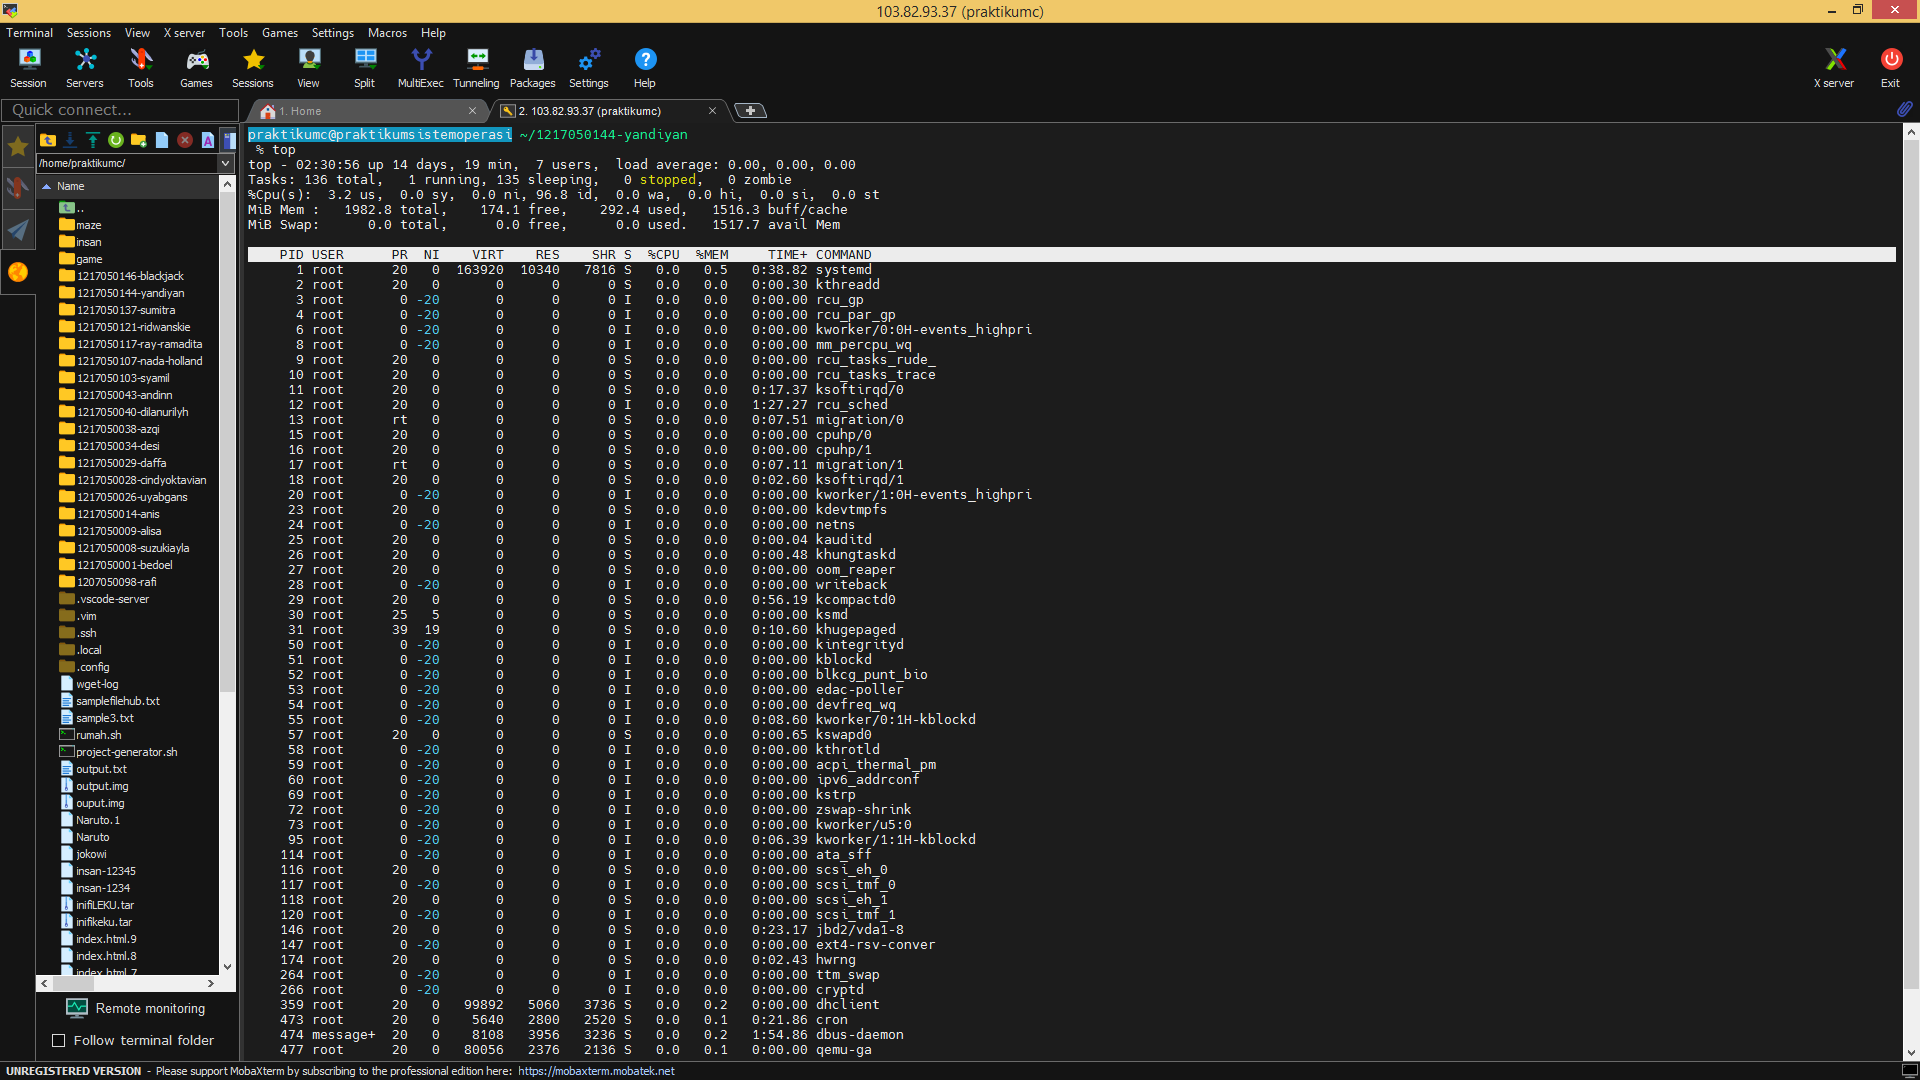 103.82.93.37 (praktikumc)
Terminal Sessions View X server Tools Games Settings Macros Help
Session Servers Tools Games Sessions View Split MultiExec Tunneling Packages Settings Help X server Exit
Quick connect...
1. Home
2. 103.82.93.37 (praktikumc)
/home/praktikumc/
Name
..
maze
insan
game
1217050146-blackjack
1217050144-yandiyan
1217050137-sumitra
1217050121-ridwanskie
1217050117-ray-ramadita
1217050107-nada-holland
1217050103-syamil
1217050043-andinn
1217050040-dilanurilyh
1217050038-azqi
1217050034-desi
1217050029-daffa
1217050028-cindyoktavian
1217050026-uyabgans
1217050014-anis
1217050009-alisa
1217050008-suzukiayla
1217050001-bedoel
1207050098-rafi
.vscode-server
.vim
.ssh
.local
.config
wget-log
samplefilehub.txt
sample3.txt
rumah.sh
project-generator.sh
output.txt
output.img
ouput.img
Naruto.1
Naruto
jokowi
insan-12345
insan-1234
inifiLEKU.tar
inifikeku.tar
index.html.9
index.html.8
index.html.7
Remote monitoring
Follow terminal folder
praktikumc@praktikumsistemoperasi ~/1217050144-yandiyan
% top
top - 02:30:56 up 14 days, 19 min,  7 users,  load average: 0.00, 0.00, 0.00
Tasks: 136 total,   1 running, 135 sleeping,   0 stopped,   0 zombie
%Cpu(s):  3.2 us,  0.0 sy,  0.0 ni, 96.8 id,  0.0 wa,  0.0 hi,  0.0 si,  0.0 st
MiB Mem :   1982.8 total,    174.1 free,    292.4 used,   1516.3 buff/cache
MiB Swap:      0.0 total,      0.0 free,      0.0 used.   1517.7 avail Mem
PID USER PR NI VIRT RES SHR S %CPU %MEM TIME+ COMMAND
1 root 20 0 163920 10340 7816 S 0.0 0.5 0:38.82 systemd
2 root 20 0 0 0 0 S 0.0 0.0 0:00.30 kthreadd
3 root 0 -20 0 0 0 I 0.0 0.0 0:00.00 rcu_gp
4 root 0 -20 0 0 0 I 0.0 0.0 0:00.00 rcu_par_gp
6 root 0 -20 0 0 0 I 0.0 0.0 0:00.00 kworker/0:0H-events_highpri
8 root 0 -20 0 0 0 I 0.0 0.0 0:00.00 mm_percpu_wq
9 root 20 0 0 0 0 S 0.0 0.0 0:00.00 rcu_tasks_rude_
10 root 20 0 0 0 0 S 0.0 0.0 0:00.00 rcu_tasks_trace
11 root 20 0 0 0 0 S 0.0 0.0 0:17.37 ksoftirqd/0
12 root 20 0 0 0 0 I 0.0 0.0 1:27.27 rcu_sched
13 root rt 0 0 0 0 S 0.0 0.0 0:07.51 migration/0
15 root 20 0 0 0 0 S 0.0 0.0 0:00.00 cpuhp/0
16 root 20 0 0 0 0 S 0.0 0.0 0:00.00 cpuhp/1
17 root rt 0 0 0 0 S 0.0 0.0 0:07.11 migration/1
18 root 20 0 0 0 0 S 0.0 0.0 0:02.60 ksoftirqd/1
20 root 0 -20 0 0 0 I 0.0 0.0 0:00.00 kworker/1:0H-events_highpri
23 root 20 0 0 0 0 S 0.0 0.0 0:00.00 kdevtmpfs
24 root 0 -20 0 0 0 I 0.0 0.0 0:00.00 netns
25 root 20 0 0 0 0 S 0.0 0.0 0:00.04 kauditd
26 root 20 0 0 0 0 S 0.0 0.0 0:00.48 khungtaskd
27 root 20 0 0 0 0 S 0.0 0.0 0:00.00 oom_reaper
28 root 0 -20 0 0 0 I 0.0 0.0 0:00.00 writeback
29 root 20 0 0 0 0 S 0.0 0.0 0:56.19 kcompactd0
30 root 25 5 0 0 0 S 0.0 0.0 0:00.00 ksmd
31 root 39 19 0 0 0 S 0.0 0.0 0:10.60 khugepaged
50 root 0 -20 0 0 0 I 0.0 0.0 0:00.00 kintegrityd
51 root 0 -20 0 0 0 I 0.0 0.0 0:00.00 kblockd
52 root 0 -20 0 0 0 I 0.0 0.0 0:00.00 blkcg_punt_bio
53 root 0 -20 0 0 0 I 0.0 0.0 0:00.00 edac-poller
54 root 0 -20 0 0 0 I 0.0 0.0 0:00.00 devfreq_wq
55 root 0 -20 0 0 0 I 0.0 0.0 0:08.60 kworker/0:1H-kblockd
57 root 20 0 0 0 0 S 0.0 0.0 0:00.65 kswapd0
58 root 0 -20 0 0 0 I 0.0 0.0 0:00.00 kthrotld
59 root 0 -20 0 0 0 I 0.0 0.0 0:00.00 acpi_thermal_pm
60 root 0 -20 0 0 0 I 0.0 0.0 0:00.00 ipv6_addrconf
69 root 0 -20 0 0 0 I 0.0 0.0 0:00.00 kstrp
72 root 0 -20 0 0 0 I 0.0 0.0 0:00.00 zswap-shrink
73 root 0 -20 0 0 0 I 0.0 0.0 0:00.00 kworker/u5:0
95 root 0 -20 0 0 0 I 0.0 0.0 0:06.39 kworker/1:1H-kblockd
114 root 0 -20 0 0 0 I 0.0 0.0 0:00.00 ata_sff
116 root 20 0 0 0 0 S 0.0 0.0 0:00.00 scsi_eh_0
117 root 0 -20 0 0 0 I 0.0 0.0 0:00.00 scsi_tmf_0
118 root 20 0 0 0 0 S 0.0 0.0 0:00.00 scsi_eh_1
120 root 0 -20 0 0 0 I 0.0 0.0 0:00.00 scsi_tmf_1
146 root 20 0 0 0 0 S 0.0 0.0 0:23.17 jbd2/vda1-8
147 root 0 -20 0 0 0 I 0.0 0.0 0:00.00 ext4-rsv-conver
174 root 20 0 0 0 0 S 0.0 0.0 0:02.43 hwrng
264 root 0 -20 0 0 0 I 0.0 0.0 0:00.00 ttm_swap
266 root 0 -20 0 0 0 I 0.0 0.0 0:00.00 cryptd
359 root 20 0 99892 5060 3736 S 0.0 0.2 0:00.00 dhclient
473 root 20 0 5640 2800 2520 S 0.0 0.1 0:21.86 cron
474 message+ 20 0 8108 3956 3236 S 0.0 0.2 1:54.86 dbus-daemon
477 root 20 0 80056 2376 2136 S 0.0 0.1 0:00.00 qemu-ga
UNREGISTERED VERSION - Please support MobaXterm by subscribing to the professional edition here: https://mobaxterm.mobatek.net